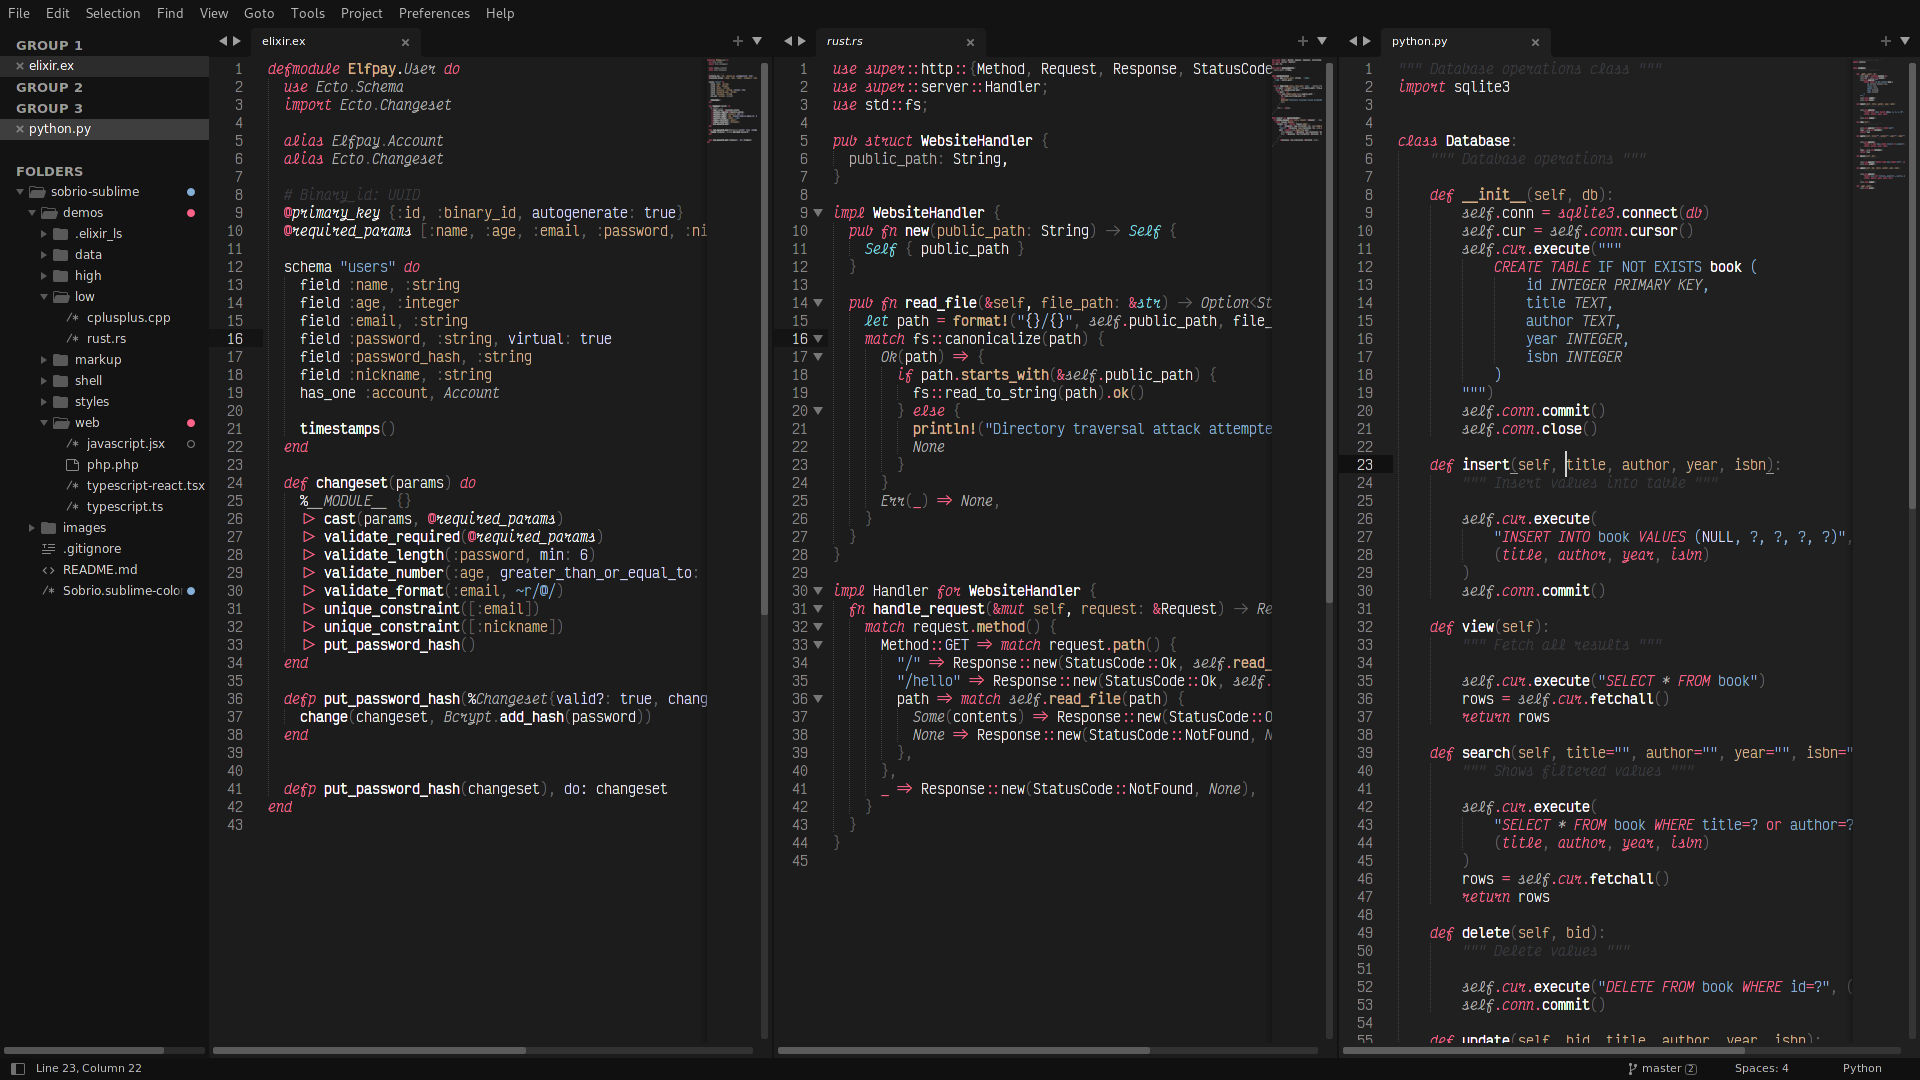 File Edit Selection Find View Goto Tools Project Preferences Help
GROUP 1
elixir.ex
GROUP 2
GROUP 3
python.py
FOLDERS
sobrio-sublime
demos
.elixir_ls
data
high
low
cplusplus.cpp
rust.rs
markup
shell
styles
web
javascript.jsx
php.php
typescript-react.tsx
typescript.ts
images
.gitignore
README.md
Sobrio.sublime-colo
elixir.ex
1 defmodule Elfpay.User do
2 use Ecto.Schema
3 import Ecto.Changeset
4
5 alias Elfpay.Account
6 alias Ecto.Changeset
7
8 # Binary_id: UUID
9 @primary_key {:id, :binary_id, autogenerate: true}
10 @required_params [:name, :age, :email, :password, :ni
11
12 schema "users" do
13 field :name, :string
14 field :age, :integer
15 field :email, :string
16 field :password, :string, virtual: true
17 field :password_hash, :string
18 field :nickname, :string
19 has_one :account, Account
20
21 timestamps()
22 end
23
24 def changeset(params) do
25 %__MODULE__ {}
26 |> cast(params, @required_params)
27 |> validate_required(@required_params)
28 |> validate_length(:password, min: 6)
29 |> validate_number(:age, greater_than_or_equal_to:
30 |> validate_format(:email, ~r/@/)
31 |> unique_constraint([:email])
32 |> unique_constraint([:nickname])
33 |> put_password_hash()
34 end
35
36 defp put_password_hash(%Changeset{valid?: true, chang
37 change(changeset, Bcrypt.add_hash(password))
38 end
39
40
41 defp put_password_hash(changeset), do: changeset
42 end
43
rust.rs
1 use super::http::{Method, Request, Response, StatusCode
2 use super::server::Handler;
3 use std::fs;
4
5 pub struct WebsiteHandler {
6 public_path: String,
7 }
8
9 impl WebsiteHandler {
10 pub fn new(public_path: String) -> Self {
11 Self { public_path }
12 }
13
14 pub fn read_file(&self, file_path: &str) -> Option<St
15 let path = format!("{}/{}", self.public_path, file_
16 match fs::canonicalize(path) {
17 Ok(path) => {
18 if path.starts_with(&self.public_path) {
19 fs::read_to_string(path).ok()
20 } else {
21 println!("Directory traversal attack attempte
22 None
23 }
24 }
25 Err(_) => None,
26 }
27 }
28 }
29
30 impl Handler for WebsiteHandler {
31 fn handle_request(&mut self, request: &Request) -> Re
32 match request.method() {
33 Method::GET => match request.path() {
34 "/" => Response::new(StatusCode::Ok, self.read_
35 "/hello" => Response::new(StatusCode::Ok, self.
36 path => match self.read_file(path) {
37 Some(contents) => Response::new(StatusCode::O
38 None => Response::new(StatusCode::NotFound, N
39 },
40 },
41 _ => Response::new(StatusCode::NotFound, None),
42 }
43 }
44 }
45
python.py
1 """ Database operations class """
2 import sqlite3
3
4
5 class Database:
6 """ Database operations """
7
8 def __init__(self, db):
9 self.conn = sqlite3.connect(db)
10 self.cur = self.conn.cursor()
11 self.cur.execute("""
12 CREATE TABLE IF NOT EXISTS book (
13 id INTEGER PRIMARY KEY,
14 title TEXT,
15 author TEXT,
16 year INTEGER,
17 isbn INTEGER
18 )
19 """)
20 self.conn.commit()
21 self.conn.close()
22
23 def insert(self, title, author, year, isbn):
24 """ Insert values into table """
25
26 self.cur.execute(
27 "INSERT INTO book VALUES (NULL, ?, ?, ?, ?)",
28 (title, author, year, isbn)
29 )
30 self.conn.commit()
31
32 def view(self):
33 """ Fetch all results """
34
35 self.cur.execute("SELECT * FROM book")
36 rows = self.cur.fetchall()
37 return rows
38
39 def search(self, title="", author="", year="", isbn="
40 """ Shows filtered values """
41
42 self.cur.execute(
43 "SELECT * FROM book WHERE title=? or author=?
44 (title, author, year, isbn)
45 )
46 rows = self.cur.fetchall()
47 return rows
48
49 def delete(self, bid):
50 """ Delete values """
51
52 self.cur.execute("DELETE FROM book WHERE id=?", (
53 self.conn.commit()
54
55 def update(self, bid, title, author, year, isbn):
Line 23, Column 22
master 2
Spaces: 4
Python